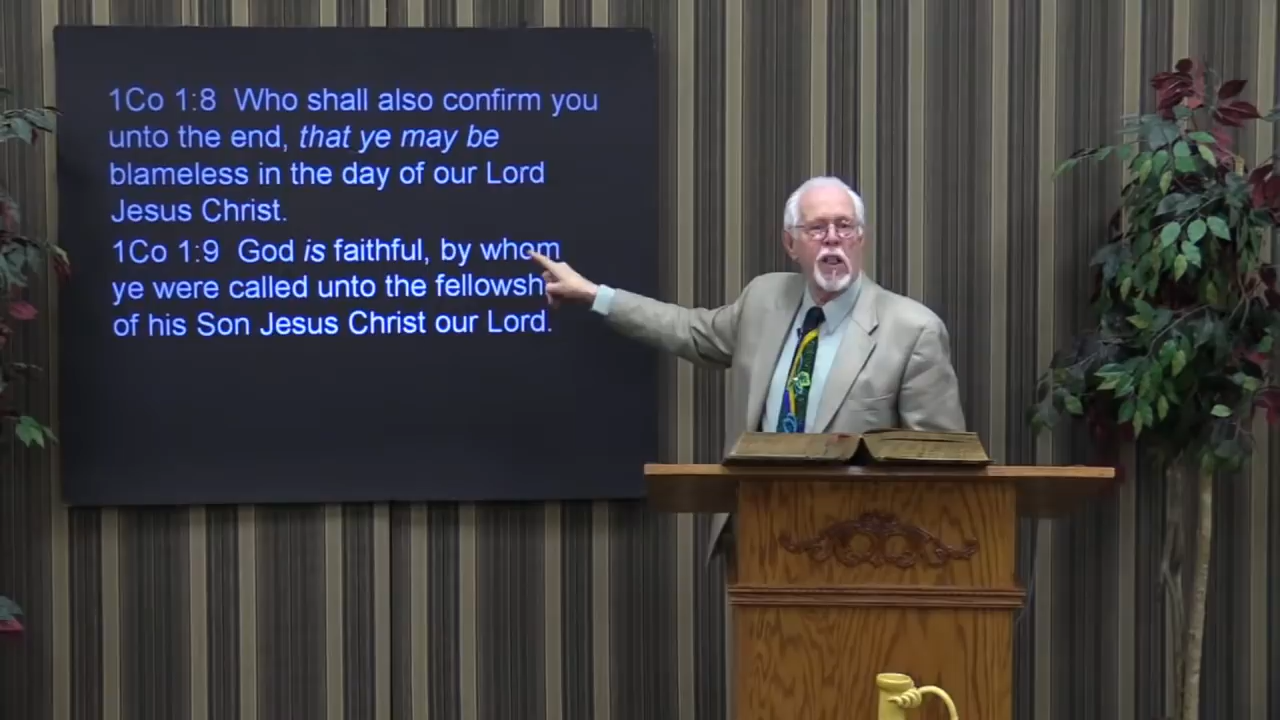 1Co 1:8 Who shall also confirm you
unto the end, that ye may be
blameless in the day of our Lord
Jesus Christ.
1Co 1:9 God is faithful, by whom
ye were called unto the fellowsh
of his Son Jesus Christ our Lord.